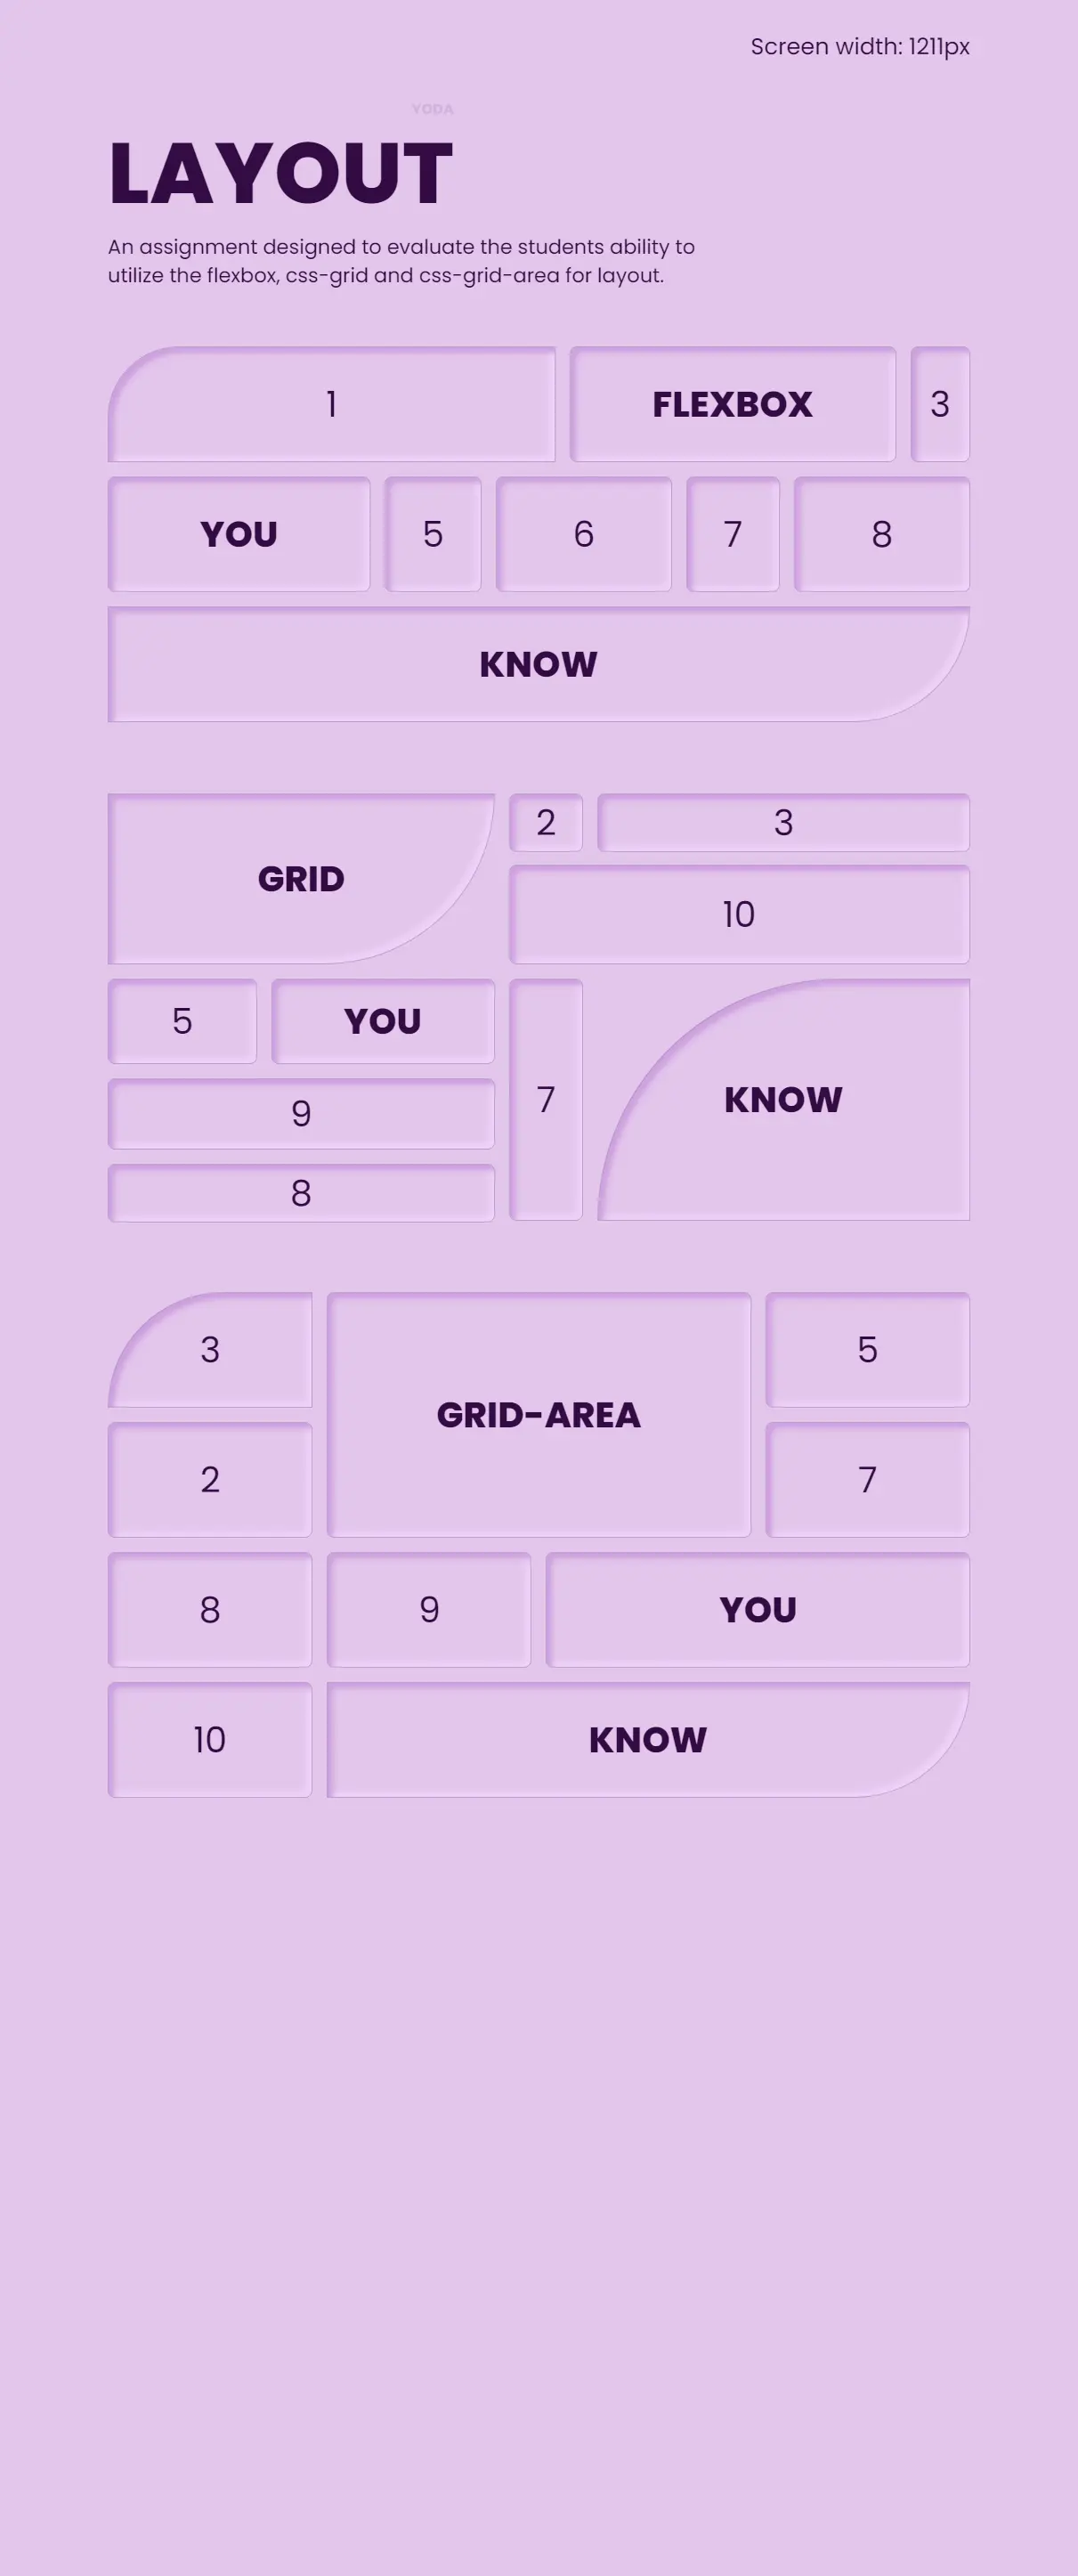 Screen width: 1211px
YODA
LAYOUT
An assignment designed to evaluate the students ability to
utilize the flexbox, css-grid and css-grid-area for layout.
1
FLEXBOX
3
YOU
5
6
7
8
KNOW
GRID
2
3
10
5
YOU
7
KNOW
9
8
3
GRID-AREA
5
2
7
8
9
YOU
10
KNOW